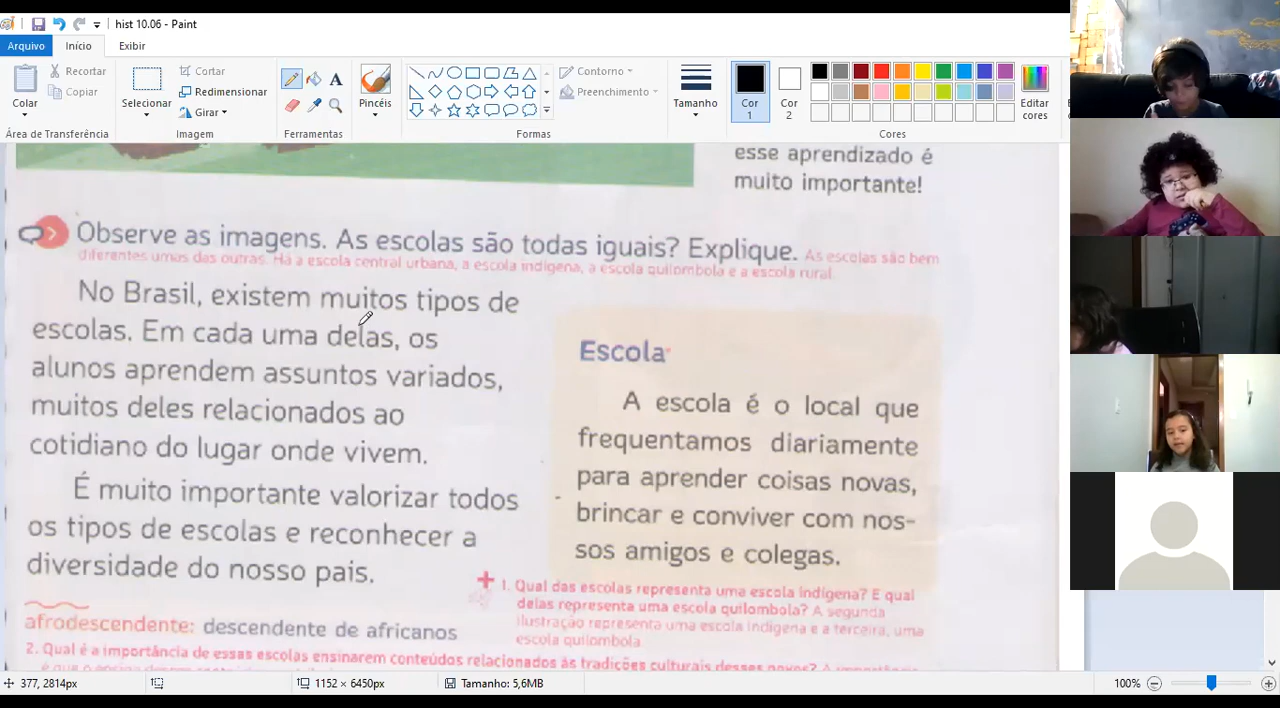 hist 10.06 - Paint
Arquivo
Início
Exibir
Colar
Recortar
Copiar
Área de Transferência
Selecionar
Cortar
Redimensionar
Girar
Imagem
A
Ferramentas
Pincéis
Contorno
Preenchimento
Formas
Tamanho
Cor
1
Cor
2
Editar
cores
Cores
esse aprendizado é
muito importante!
Observe as imagens. As escolas são todas iguais? Explique. As escolas são bem
diferentes umas das outras. Há a escola central urbana, a escola indígena, a escola quilombola e a escola rural.
No Brasil, existem muitos tipos de
escolas. Em cada uma delas, os
alunos aprendem assuntos variados,
muitos deles relacionados ao
cotidiano do lugar onde vivem.
É muito importante valorizar todos
os tipos de escolas e reconhecer a
diversidade do nosso país.
Escola
A escola é o local que
frequentamos diariamente
para aprender coisas novas,
brincar e conviver com nos-
sos amigos e colegas.
+ 1. Qual das escolas representa uma escola indígena? E qual
delas representa uma escola quilombola? A segunda
ilustração representa uma escola indígena e a terceira, uma
escola quilombola
afrodescendente: descendente de africanos
2. Qual é a importância de essas escolas ensinarem conteúdos relacionados às tradições culturais desses povos? A importância
377, 2814px
1152 × 6450px
Tamanho: 5,6MB
100%